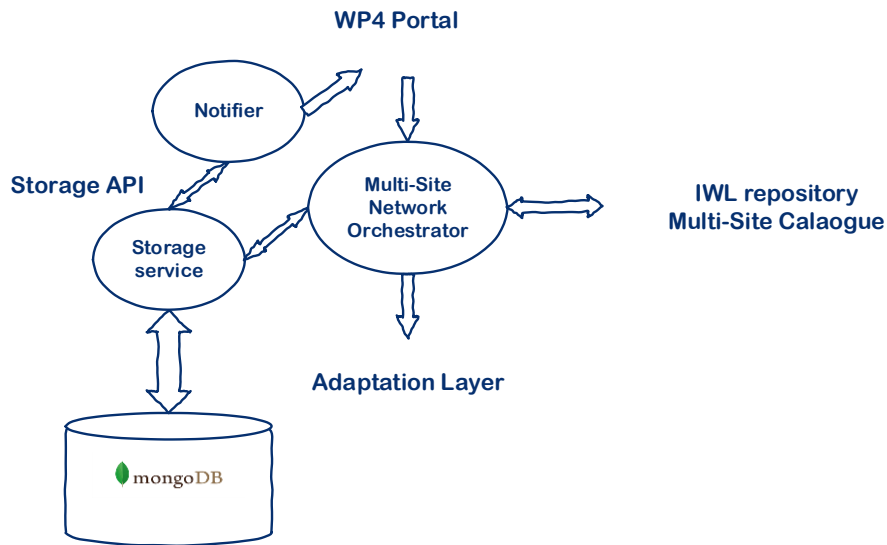 WP4 Portal
Notifier
Storage API
Multi-Site
Network
Orchestrator
IWL repository
Multi-Site Calaogue
Storage
service
Adaptation Layer
mongoDB